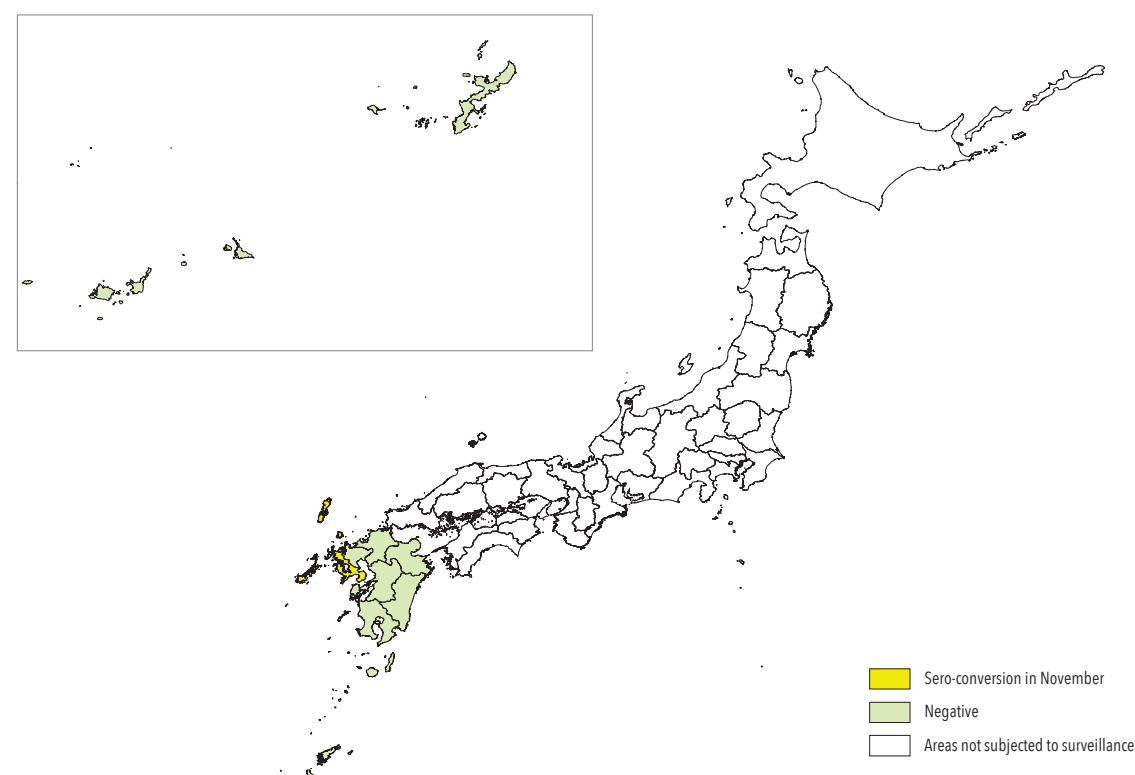 Sero-conversion in November
Negative
Areas not subjected to surveillance